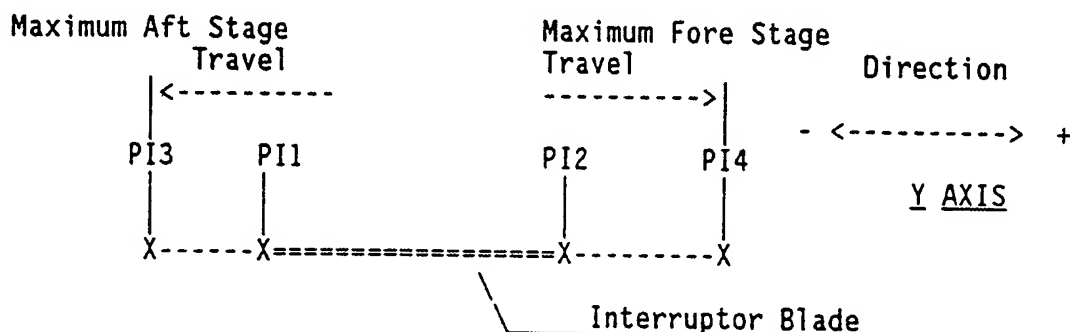 Maximum Aft Stage Travel
Maximum Fore Stage Travel
Direction
|<-----------
----------->|
- <-----------> +
PI3 PI1 PI2 PI4
Y AXIS
X------X===================X---------X
Interruptor Blade